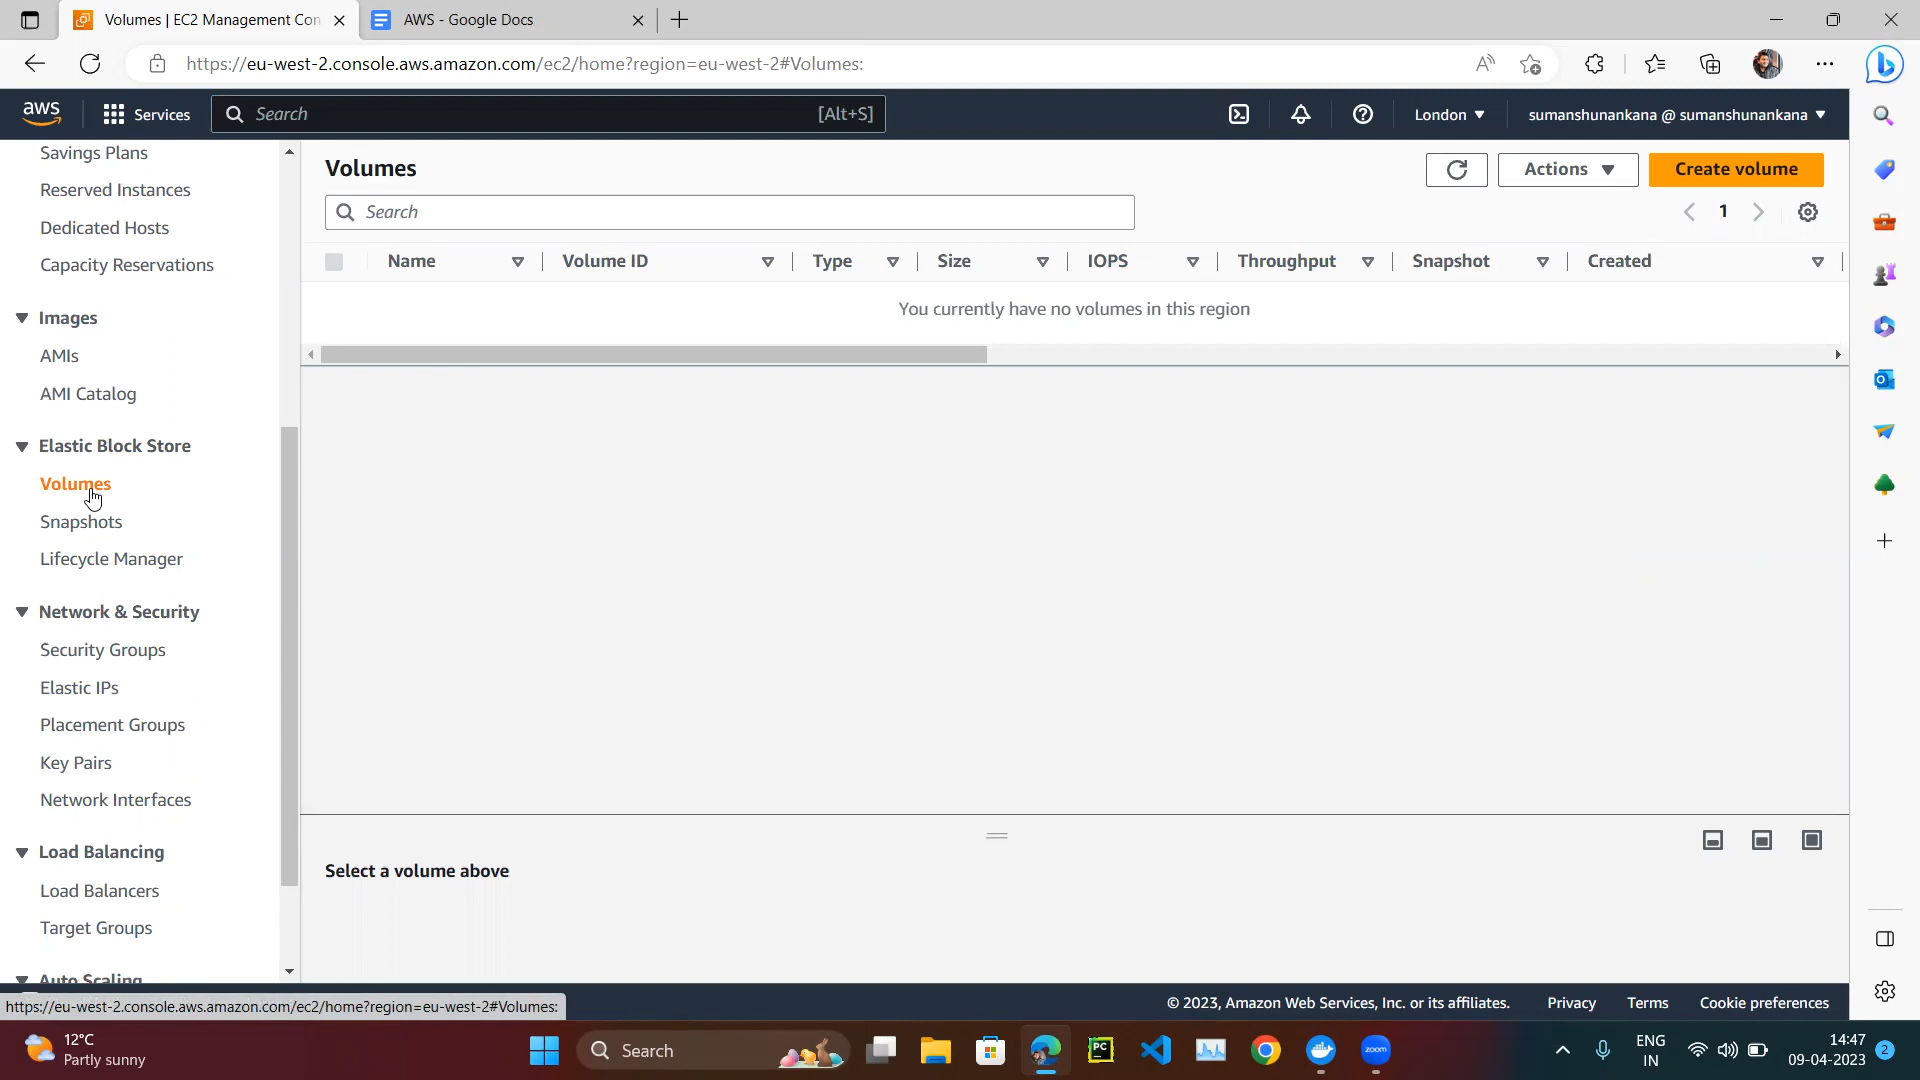 Volumes | EC2 Management Con
AWS - Google Docs
https://eu-west-2.console.aws.amazon.com/ec2/home?region=eu-west-2#Volumes:
aws
Services
Search
[Alt+S]
London
sumanshunankana @ sumanshunankana
Savings Plans
Reserved Instances
Dedicated Hosts
Capacity Reservations
Images
AMIs
AMI Catalog
Elastic Block Store
Volumes
Snapshots
Lifecycle Manager
Network & Security
Security Groups
Elastic IPs
Placement Groups
Key Pairs
Network Interfaces
Load Balancing
Load Balancers
Target Groups
Auto Scaling
Volumes
Actions
Create volume
Search
1
Name
Volume ID
Type
Size
IOPS
Throughput
Snapshot
Created
You currently have no volumes in this region
Select a volume above
https://eu-west-2.console.aws.amazon.com/ec2/home?region=eu-west-2#Volumes:
© 2023, Amazon Web Services, Inc. or its affiliates.
Privacy
Terms
Cookie preferences
12°C
Partly sunny
Search
PC
zoom
ENG
IN
14:47
09-04-2023
2